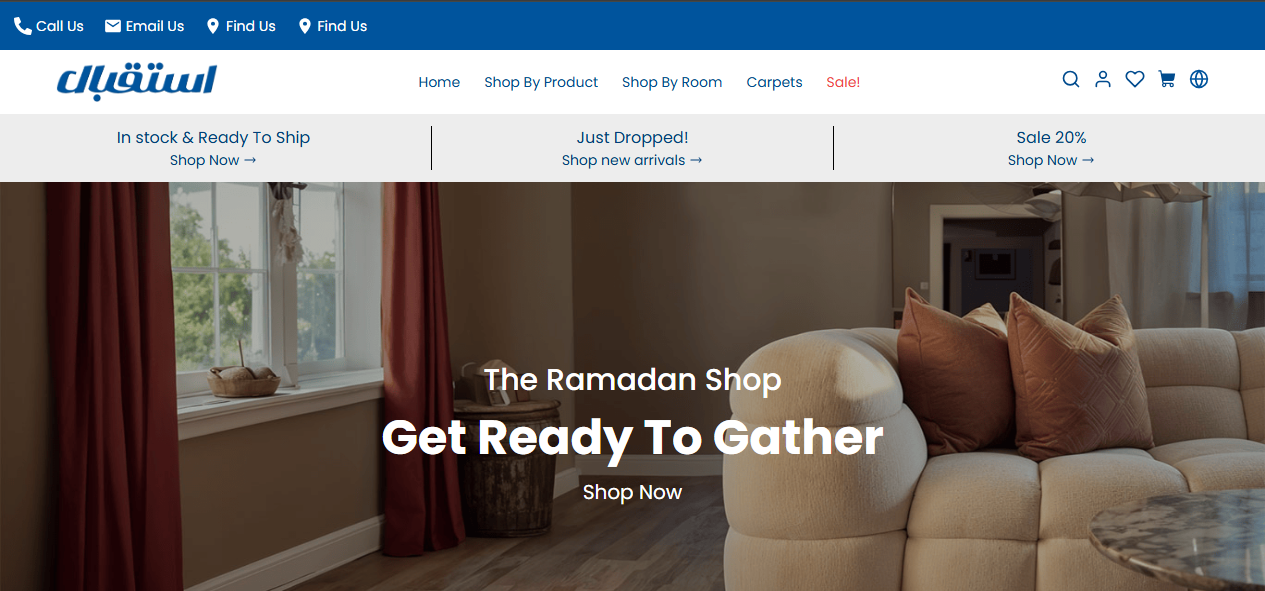 Call Us Email Us Find Us Find Us
استقبال
Home Shop By Product Shop By Room Carpets Sale!
In stock & Ready To Ship
Shop Now →
Just Dropped!
Shop new arrivals →
Sale 20%
Shop Now →
The Ramadan Shop
Get Ready To Gather
Shop Now